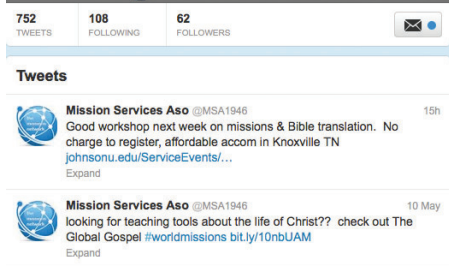 752 108 62
TWEETS FOLLOWING FOLLOWERS
Tweets
Mission Services Aso @MSA1946 15h
Good workshop next week on missions & Bible translation. No
charge to register, affordable accom in Knoxville TN
johnsonu.edu/ServiceEvents/...
Expand
Mission Services Aso @MSA1946 10 May
looking for teaching tools about the life of Christ?? check out The
Global Gospel #worldmissions bit.ly/10nbUAM
Expand